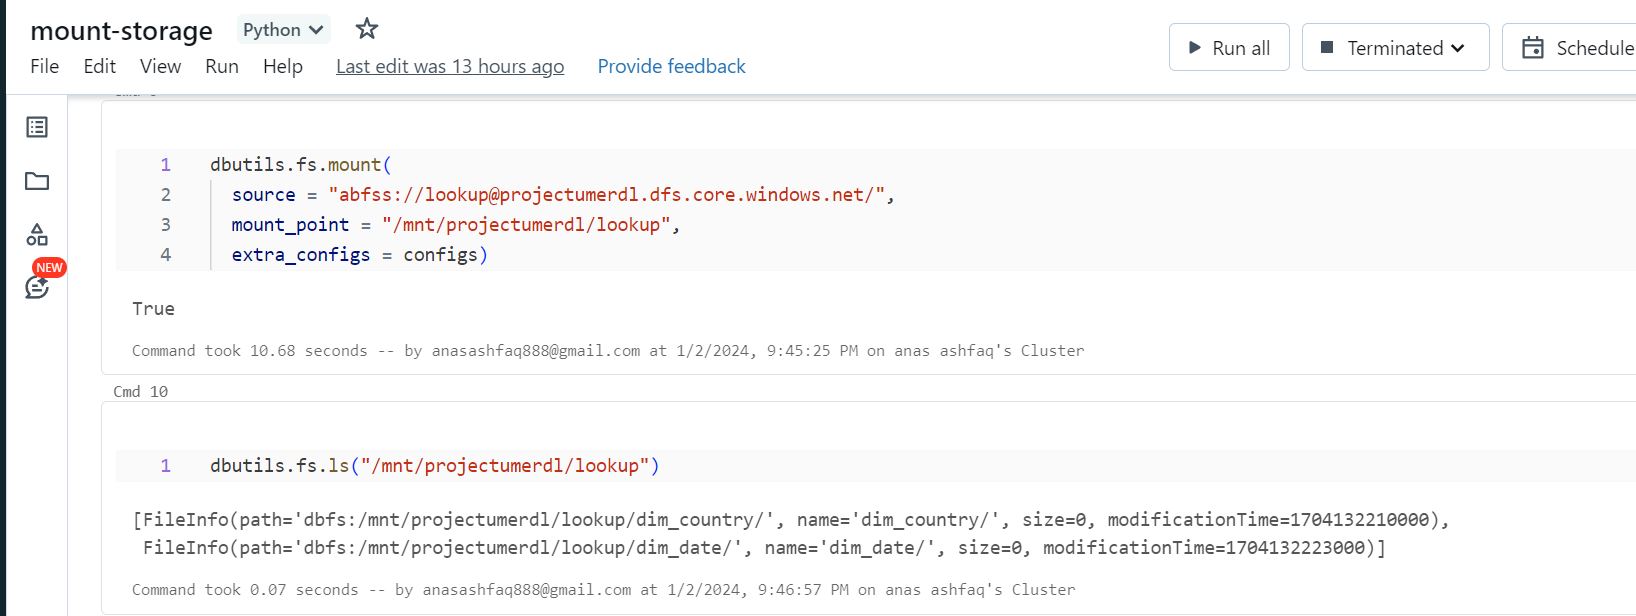 mount-storage Python
Run all Terminated Schedule
File Edit View Run Help Last edit was 13 hours ago Provide feedback
NEW
1 dbutils.fs.mount(
2 source = "abfss://lookup@projectumerdl.dfs.core.windows.net/",
3 mount_point = "/mnt/projectumerdl/lookup",
4 extra_configs = configs)
True
Command took 10.68 seconds -- by anasashfaq888@gmail.com at 1/2/2024, 9:45:25 PM on anas ashfaq's Cluster
Cmd 10
1 dbutils.fs.ls("/mnt/projectumerdl/lookup")
[FileInfo(path='dbfs:/mnt/projectumerdl/lookup/dim_country/', name='dim_country/', size=0, modificationTime=1704132210000),
FileInfo(path='dbfs:/mnt/projectumerdl/lookup/dim_date/', name='dim_date/', size=0, modificationTime=1704132223000)]
Command took 0.07 seconds -- by anasashfaq888@gmail.com at 1/2/2024, 9:46:57 PM on anas ashfaq's Cluster